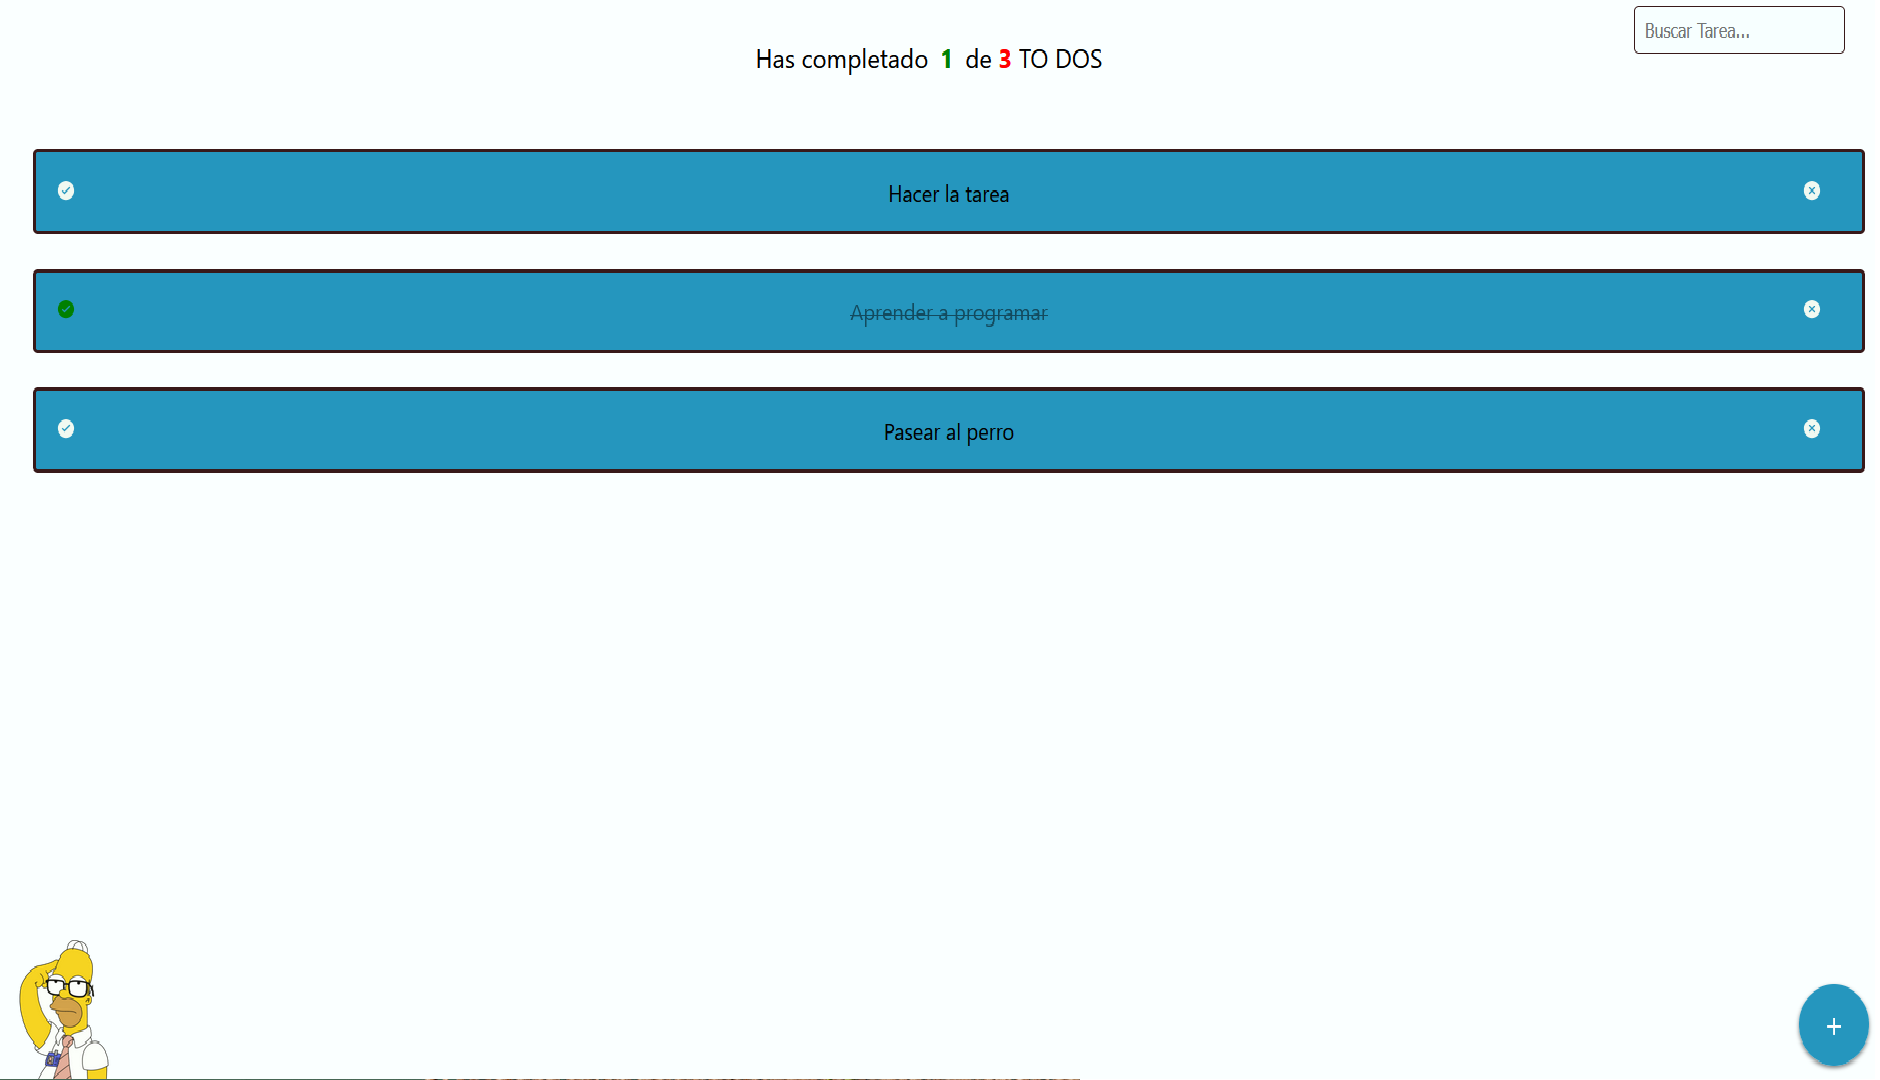 Buscar Tarea...
Has completado 1 de 3 TO DOS
Hacer la tarea
Aprender a programar
Pasear al perro
+